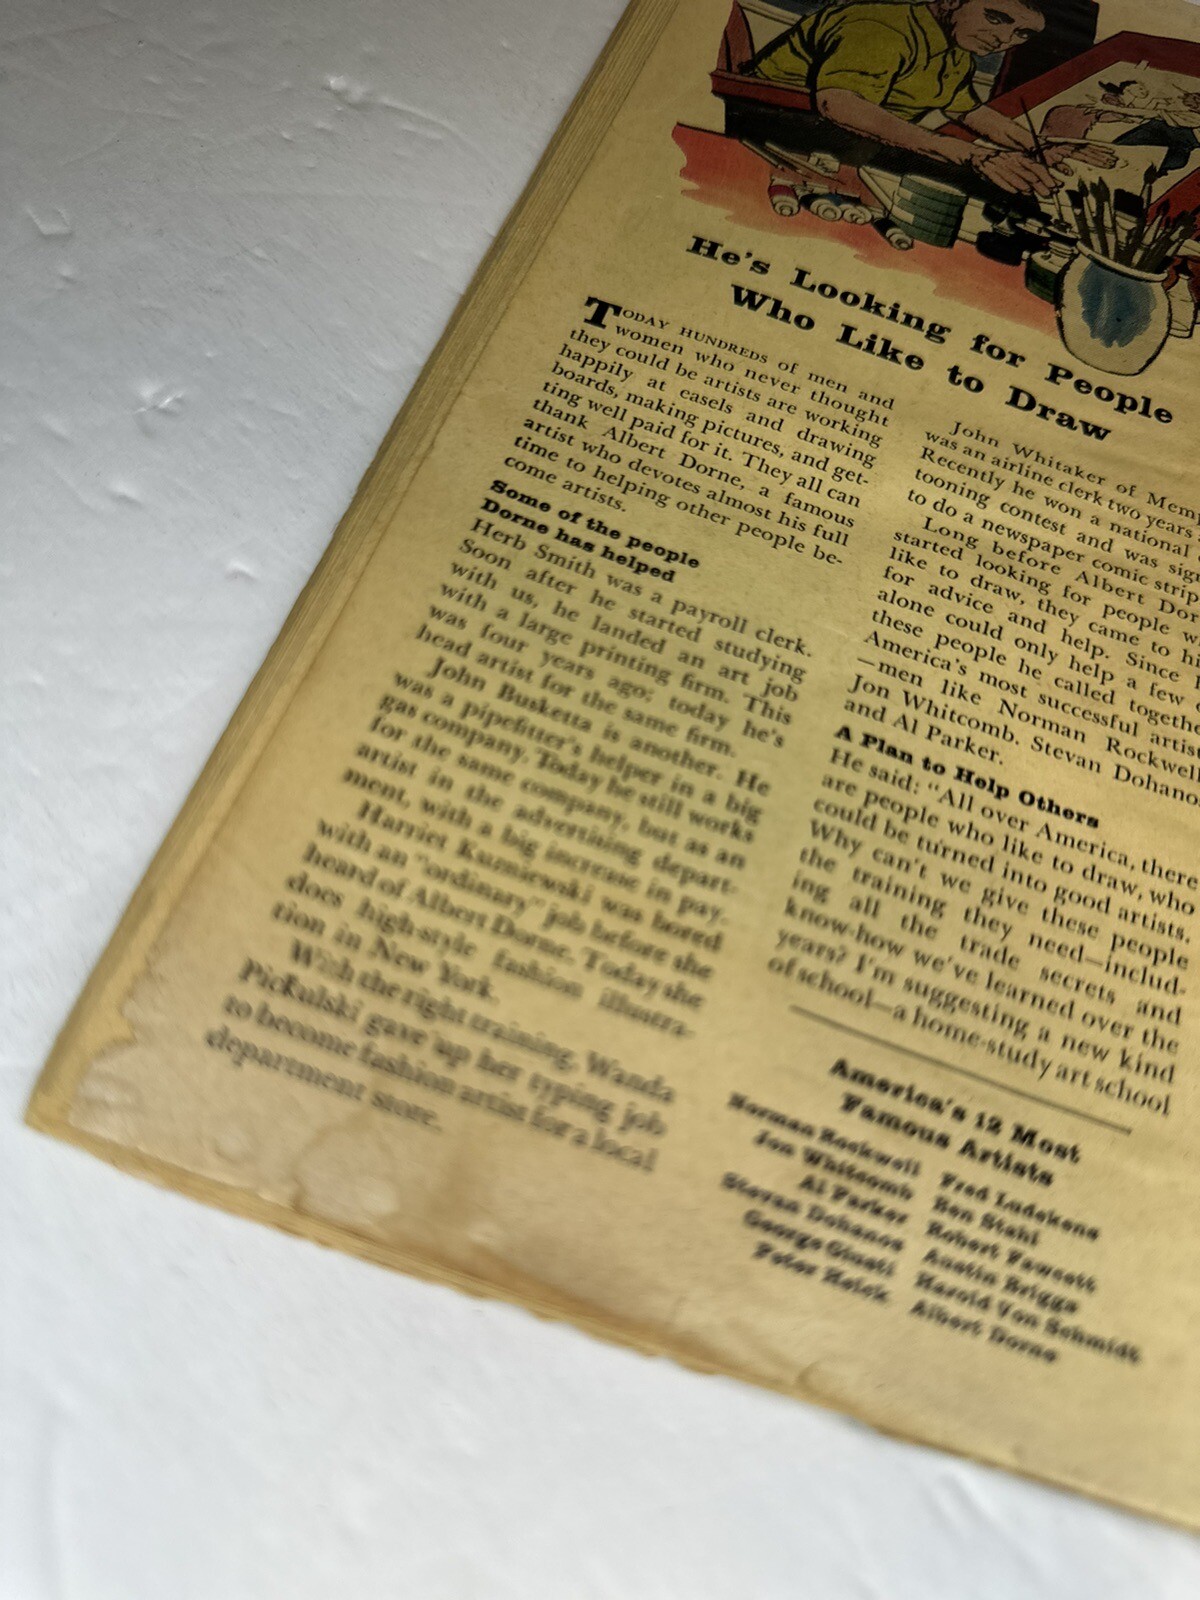 He's Looking for People
Who Like to Draw
TODAY HUNDREDS of men and
women who never thought
they could be artists are working
happily at easels and drawing
boards, making pictures, and get-
ting well paid for it. They all can
thank Albert Dorne, a famous
artist who devotes almost his full
time to helping other people be-
come artists.
Some of the people
Dorne has helped
Herb Smith was a payroll clerk.
Soon after he started studying
with us, he landed an art job
with a large printing firm. This
was four years ago; today he's
head artist for the same firm.
John Busketta is another. He
was a pipefitter's helper in a big
gas company. Today he still works
for the same company, but as an
artist in the advertising depart-
ment, with a big increase in pay.
Harriet Kuzniewski was bored
with an "ordinary" job before she
heard of Albert Dorne. Today she
does high-style fashion illustra-
tion in New York.
With the right training, Wanda
Pickulski gave up her typing job
to become fashion artist for a local
department store.
John Whitaker of
was an airline clerk two years
Recently he won a national
tooning contest and was
to do a newspaper comic strip
Long before Albert
started looking for people
like to draw, they came to
for advice and help. Since
alone could only help a few
these people he called
America's most successful
—men like Norman Rockwell
Jon Whitcomb, Stevan
and Al Parker.
A Plan to Help Others
He said: "All over America, there
are people who like to draw, who
could be turned into good artists.
Why can't we give these people
the training they need—includ-
ing all the trade secrets and
know-how we've learned over the
years? I'm suggesting a new kind
of school—a home-study art school
America's 12 Most
Famous Artists
Norman Rockwell
Jon Whitcomb
Al Parker
Stevan Dohanos
George Giusti
Peter Helck
Fred Ludekens
Ben Stahl
Robert Fawcett
Austin Briggs
Harold Von Schmidt
Albert Dorne